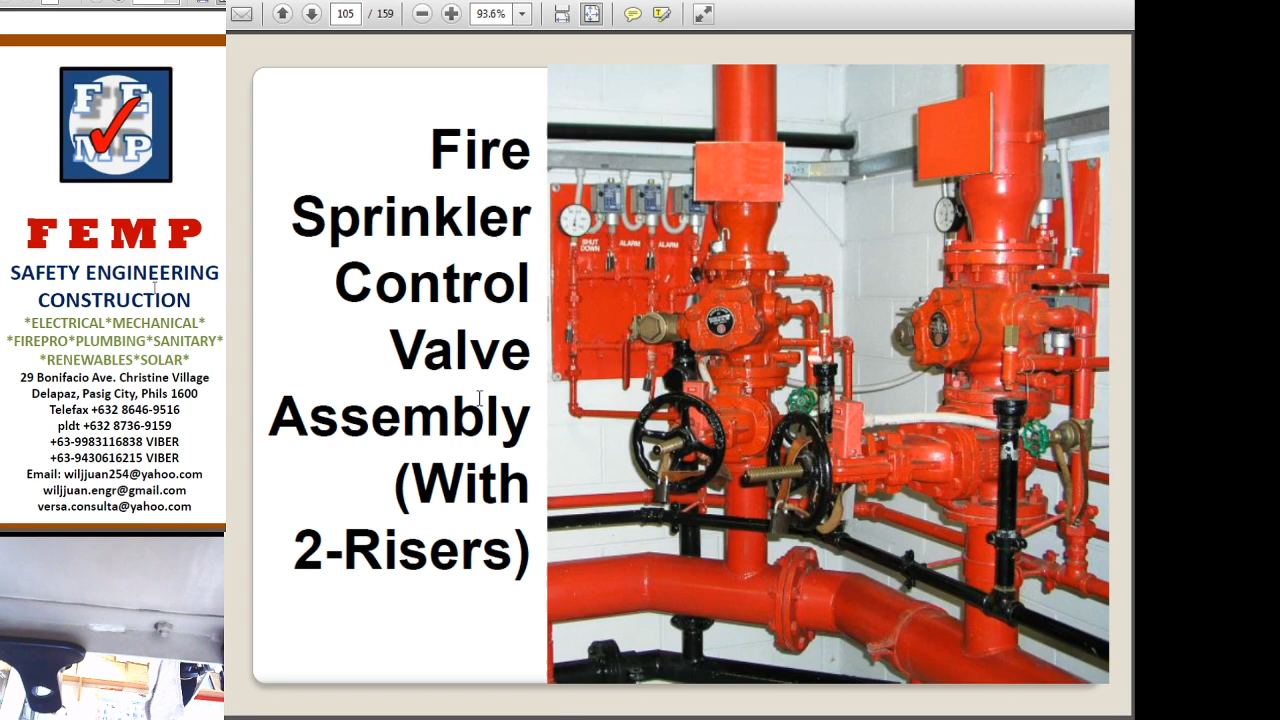 105 / 159 93.6%
F E
M P
FEMP
SAFETY ENGINEERING
CONSTRUCTION
*ELECTRICAL*MECHANICAL*
*FIREPRO*PLUMBING*SANITARY*
*RENEWABLES*SOLAR*
29 Bonifacio Ave. Christine Village
Delapaz, Pasig City, Phils 1600
Telefax +632 8646-9516
pldt +632 8736-9159
+63-9983116838 VIBER
+63-9430616215 VIBER
Email: wiljjuan254@yahoo.com
wiljjuan.engr@gmail.com
versa.consulta@yahoo.com
Fire
Sprinkler
Control
Valve
Assembly
(With
2-Risers)
SHUT
DOWN
ALARM
ALARM